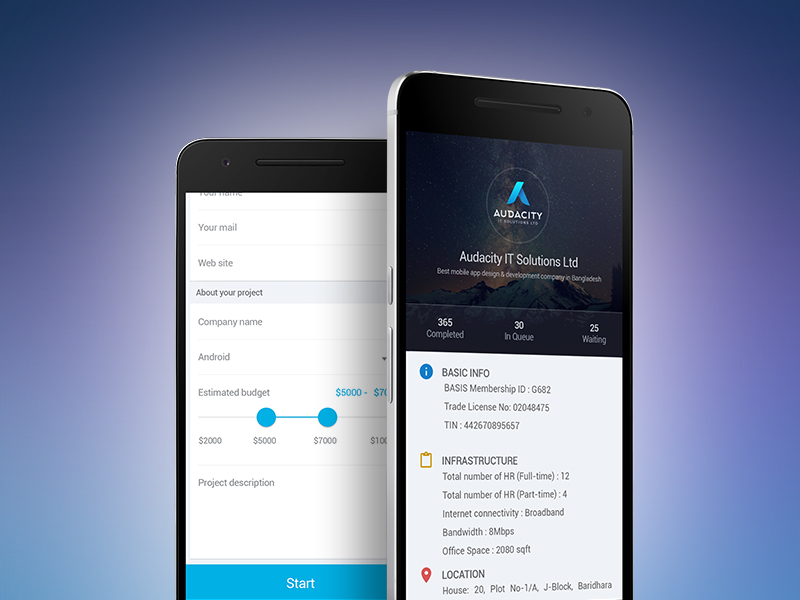 Your name
Your mail
Web site
About your project
Company name
Android
Estimated budget $5000 - $70
$2000 $5000 $7000 $100
Project description
Start
AUDACITY
IT SOLUTIONS LTD
Audacity IT Solutions Ltd
Best mobile app design & development company in Bangladesh
365 30 25
Completed In Queue Waiting
BASIC INFO
BASIS Membership ID : G682
Trade License No: 02048475
TIN : 442670895657
INFRASTRUCTURE
Total number of HR (Full-time) : 12
Total number of HR (Part-time) : 4
Internet connectivity : Broadband
Bandwidth : 8Mbps
Office Space : 2080 sqft
LOCATION
House: 20, Plot No-1/A, J-Block, Baridhara